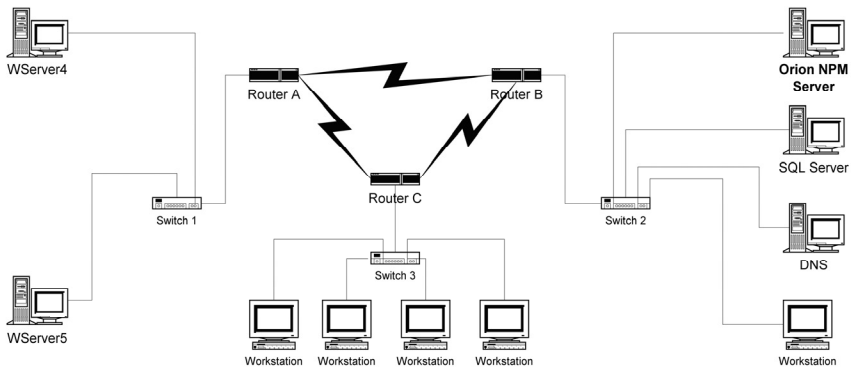 WServer4
Router A
Router B
Orion NPM
Server
SQL Server
Router C
Switch 1
Switch 2
DNS
Switch 3
WServer5
Workstation
Workstation
Workstation
Workstation
Workstation